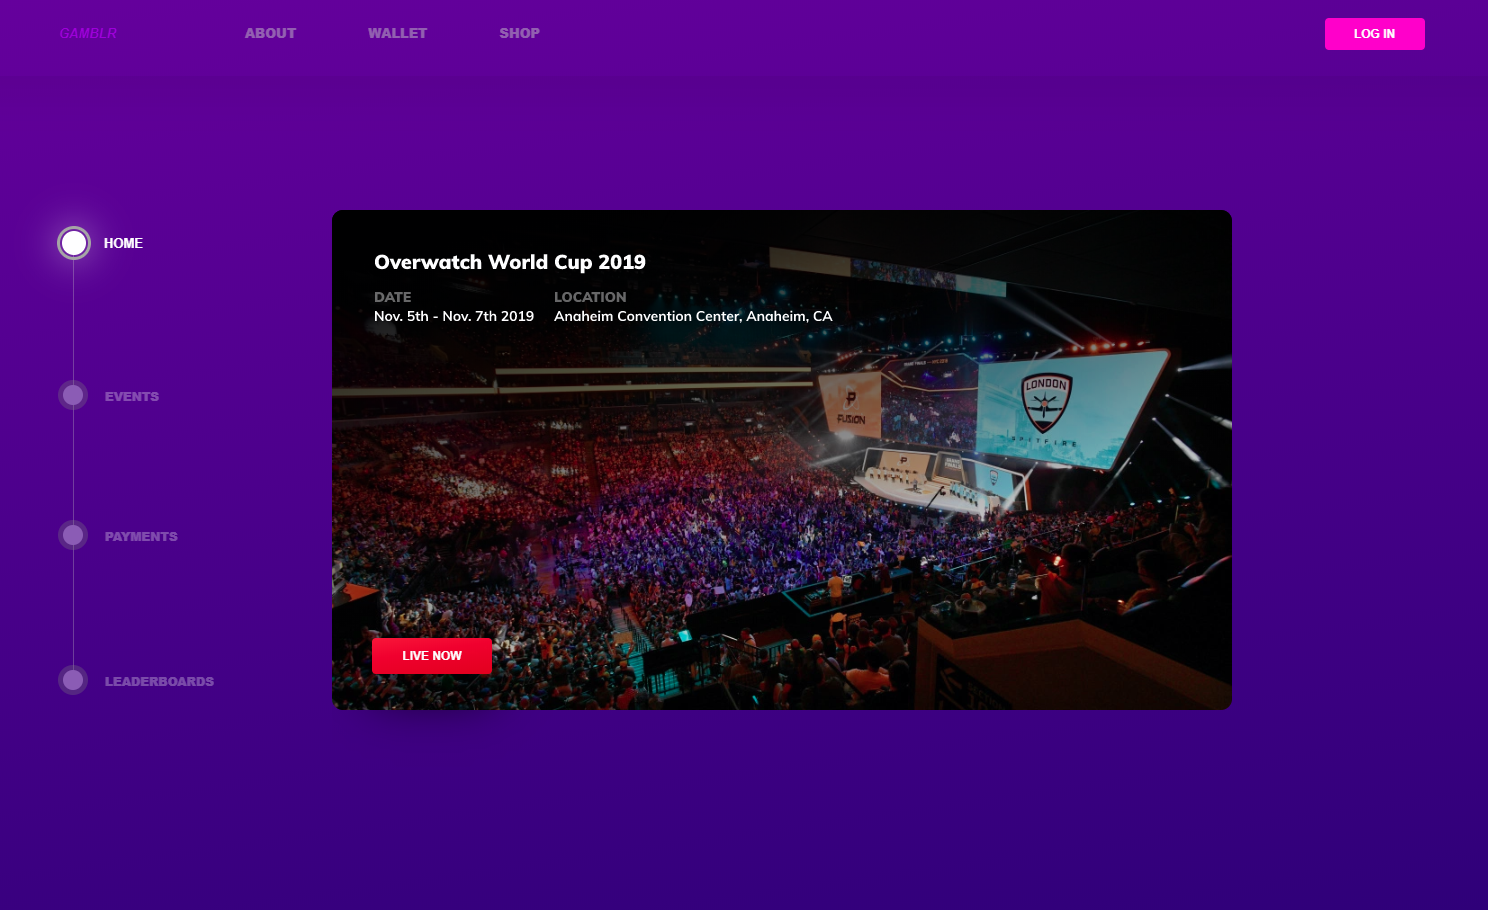 GAMBLR
ABOUT
WALLET
SHOP
LOG IN
HOME
EVENTS
PAYMENTS
LEADERBOARDS
Overwatch World Cup 2019
DATE
Nov. 5th - Nov. 7th 2019
LOCATION
Anaheim Convention Center, Anaheim, CA
FUSION
LONDON
SPITFIRE
LIVE NOW